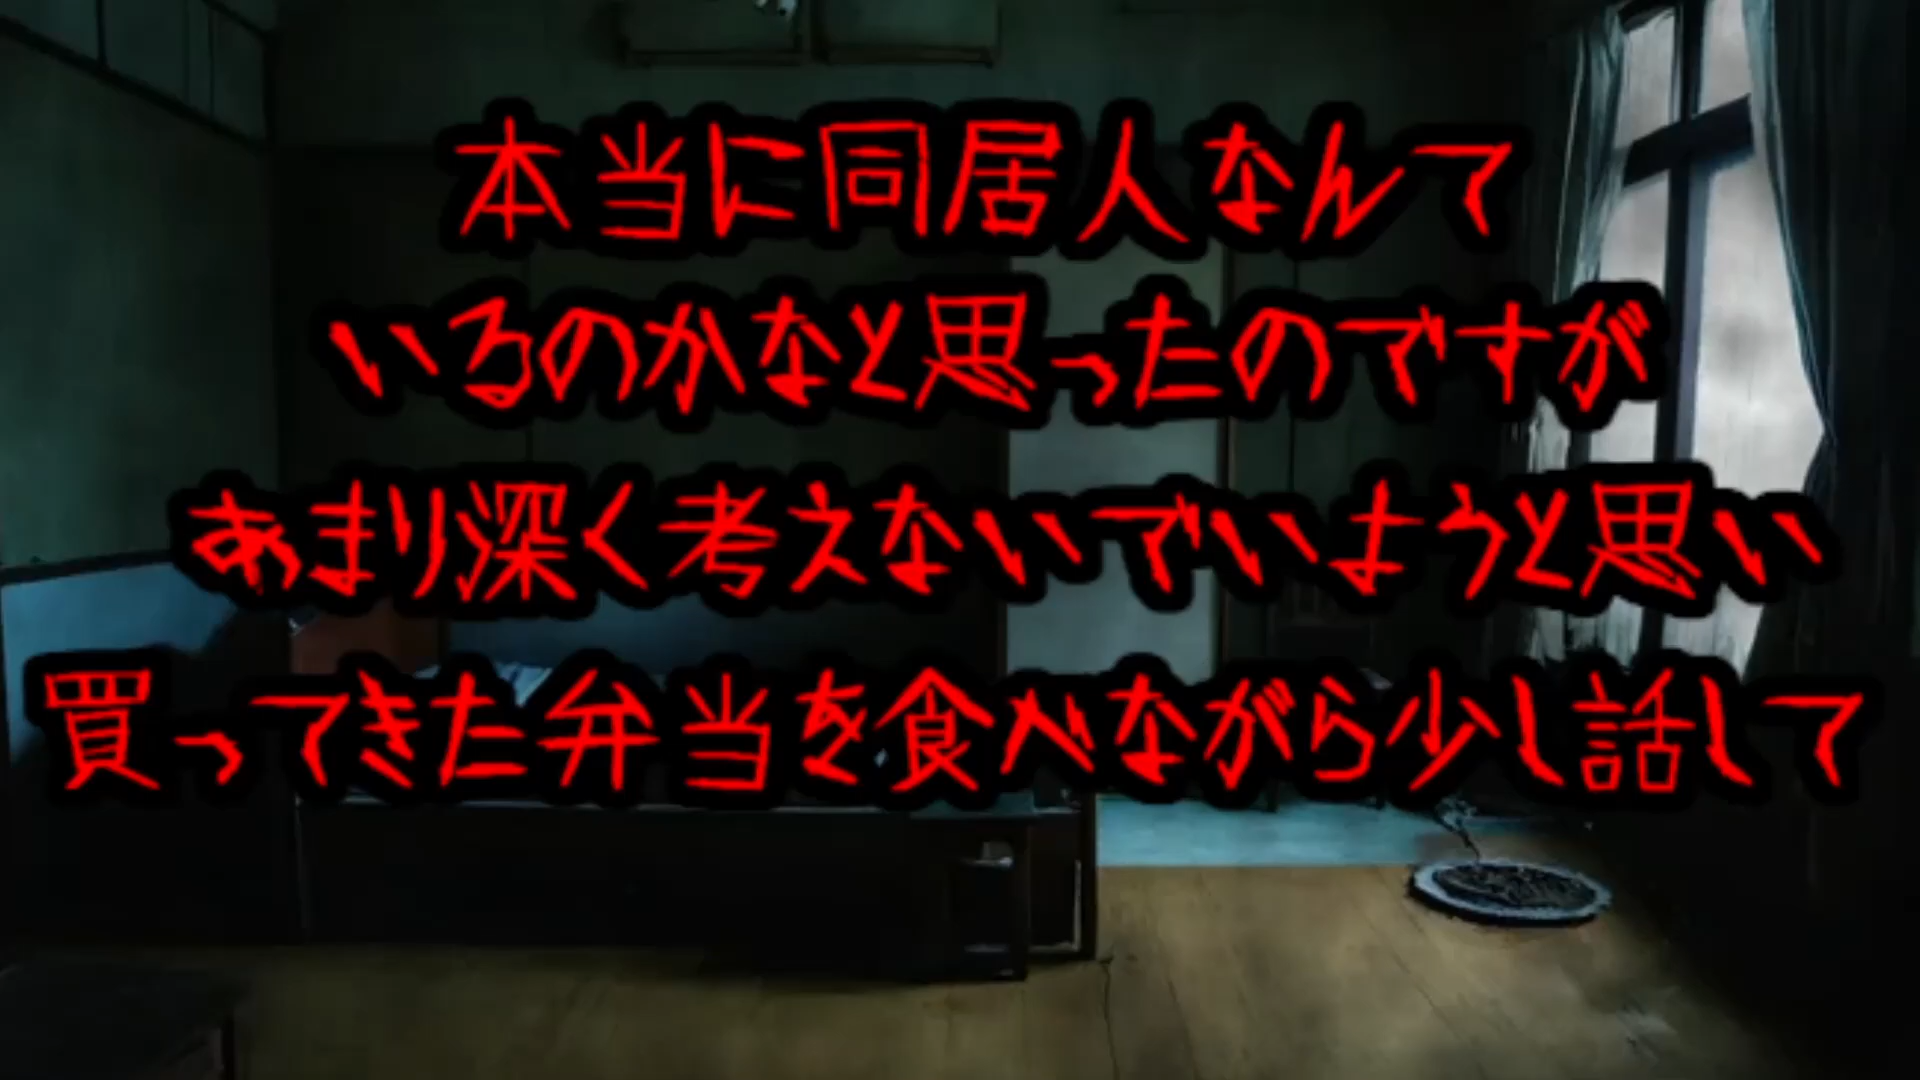 本当に同居人なんて
いるのかなと思ったのですが
あまり深く考えないでいようと思い
買ってきた弁当を食べながら少し話して